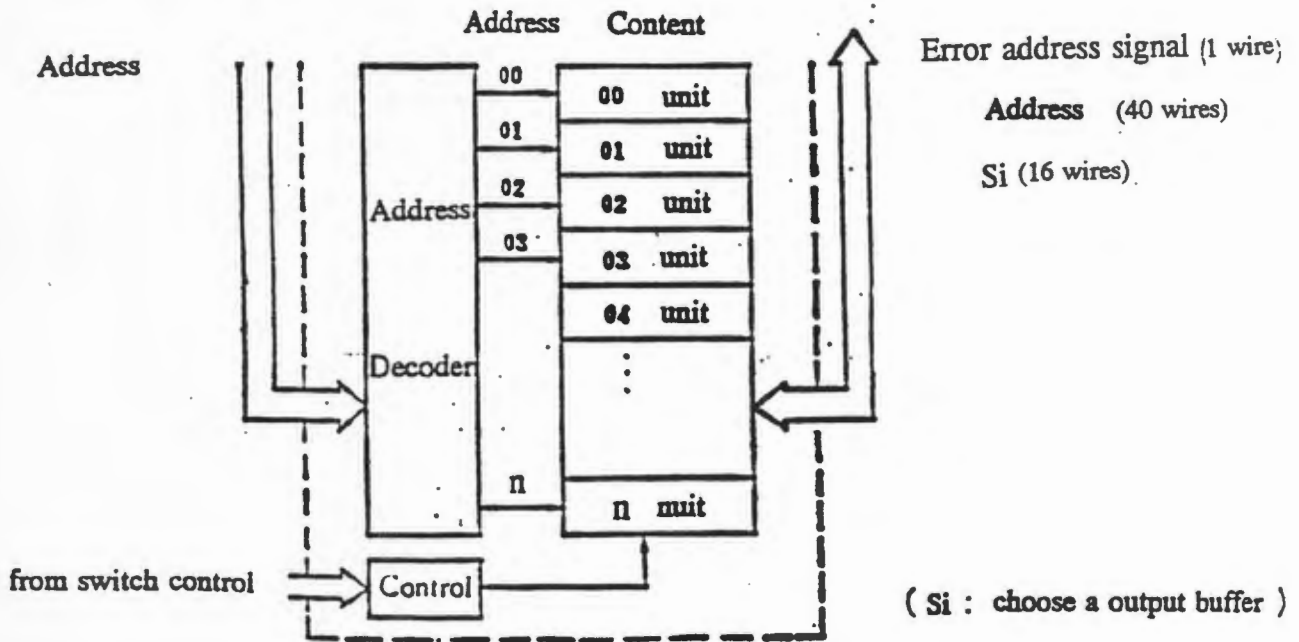 Address Content
Address
Error address signal (1 wire)
Address (40 wires)
Si (16 wires)
00
00 unit
01
01 unit
02
02 unit
Address
03
03 unit
04 unit
Decoder
n
n muit
from switch control
Control
( Si : choose a output buffer )